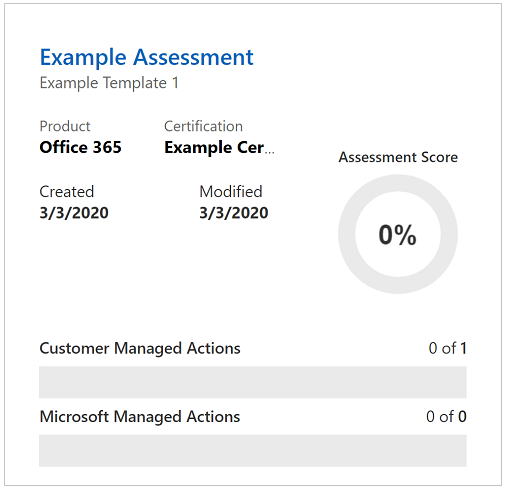 Example Assessment
Example Template 1
Product Certification
Office 365 Example Cer...
Assessment Score
Created Modified
3/3/2020 3/3/2020
0%
Customer Managed Actions 0 of 1
Microsoft Managed Actions 0 of 0